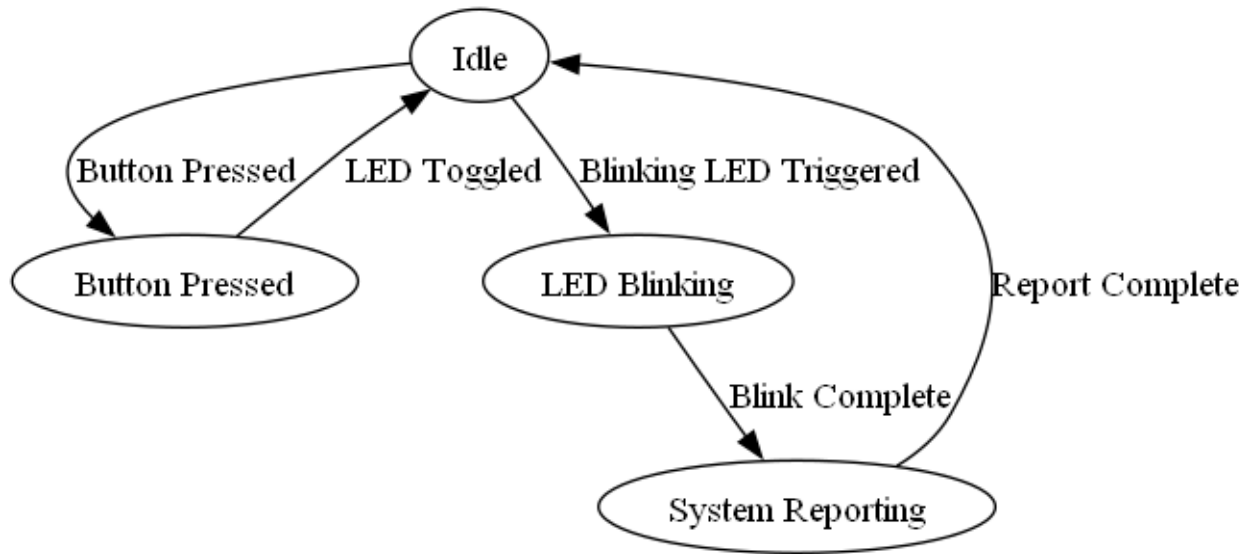 Idle
Button Pressed
LED Toggled
Blinking LED Triggered
Button Pressed
LED Blinking
Report Complete
Blink Complete
System Reporting